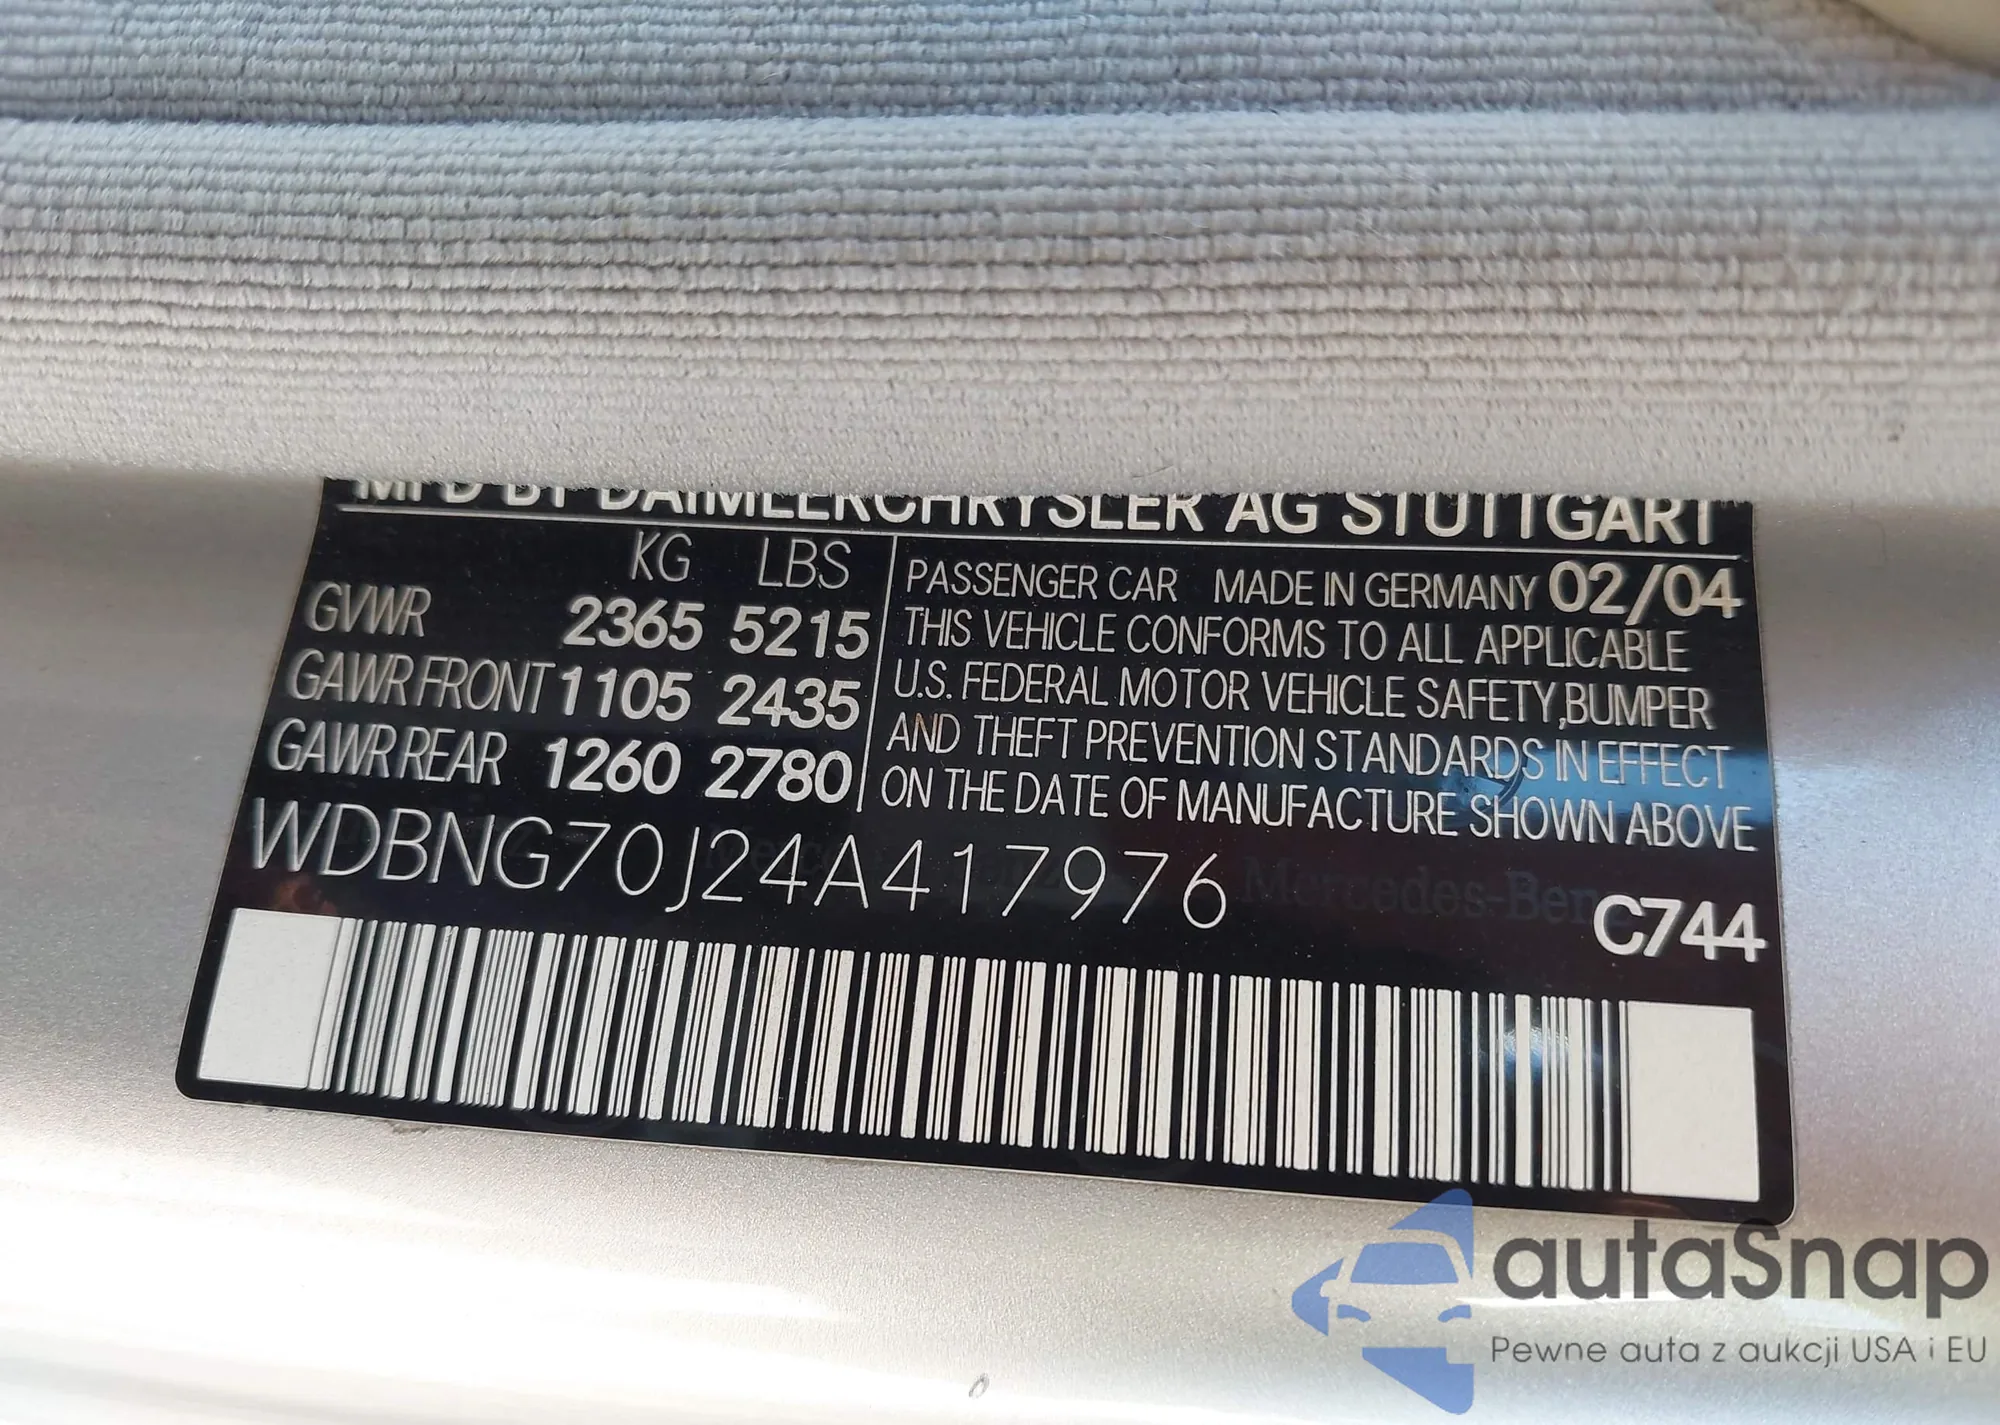 MFD BY DAIMLERCHRYSLER AG STUTTGART
KG LBS
GVWR 2365 5215
GAWR FRONT 1105 2435
GAWR REAR 1260 2780
PASSENGER CAR MADE IN GERMANY 02/04
THIS VEHICLE CONFORMS TO ALL APPLICABLE
U.S. FEDERAL MOTOR VEHICLE SAFETY,BUMPER
AND THEFT PREVENTION STANDARDS IN EFFECT
ON THE DATE OF MANUFACTURE SHOWN ABOVE
WDBNG70J24A417976
Mercedes-Benz
C744
autaSnap
Pewne auta z aukcji USA i EU